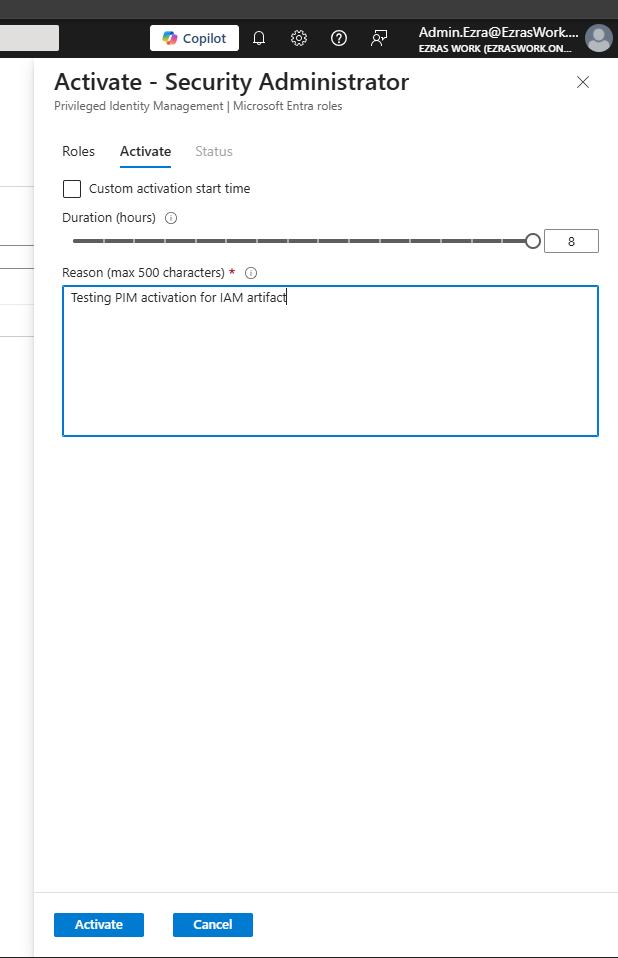 Copilot
Admin.Ezra@EzrasWork....
EZRAS WORK (EZRASWORK.ON...
Activate - Security Administrator
Privileged Identity Management | Microsoft Entra roles
Roles
Activate
Status
Custom activation start time
Duration (hours)
8
Reason (max 500 characters) *
Testing PIM activation for IAM artifact
Activate
Cancel